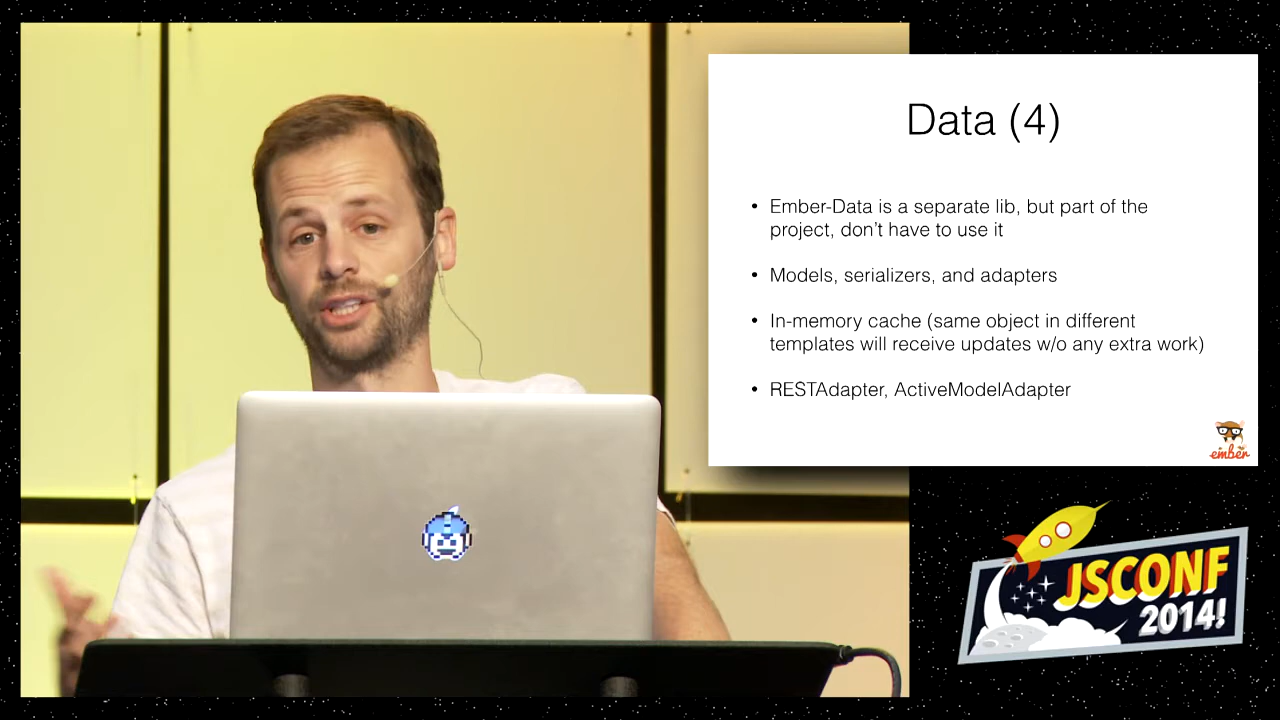 Data (4)
• Ember-Data is a separate lib, but part of the
project, don't have to use it
• Models, serializers, and adapters
• In-memory cache (same object in different
templates will receive updates w/o any extra work)
• RESTAdapter, ActiveModelAdapter
ember
JSCONF
2014!